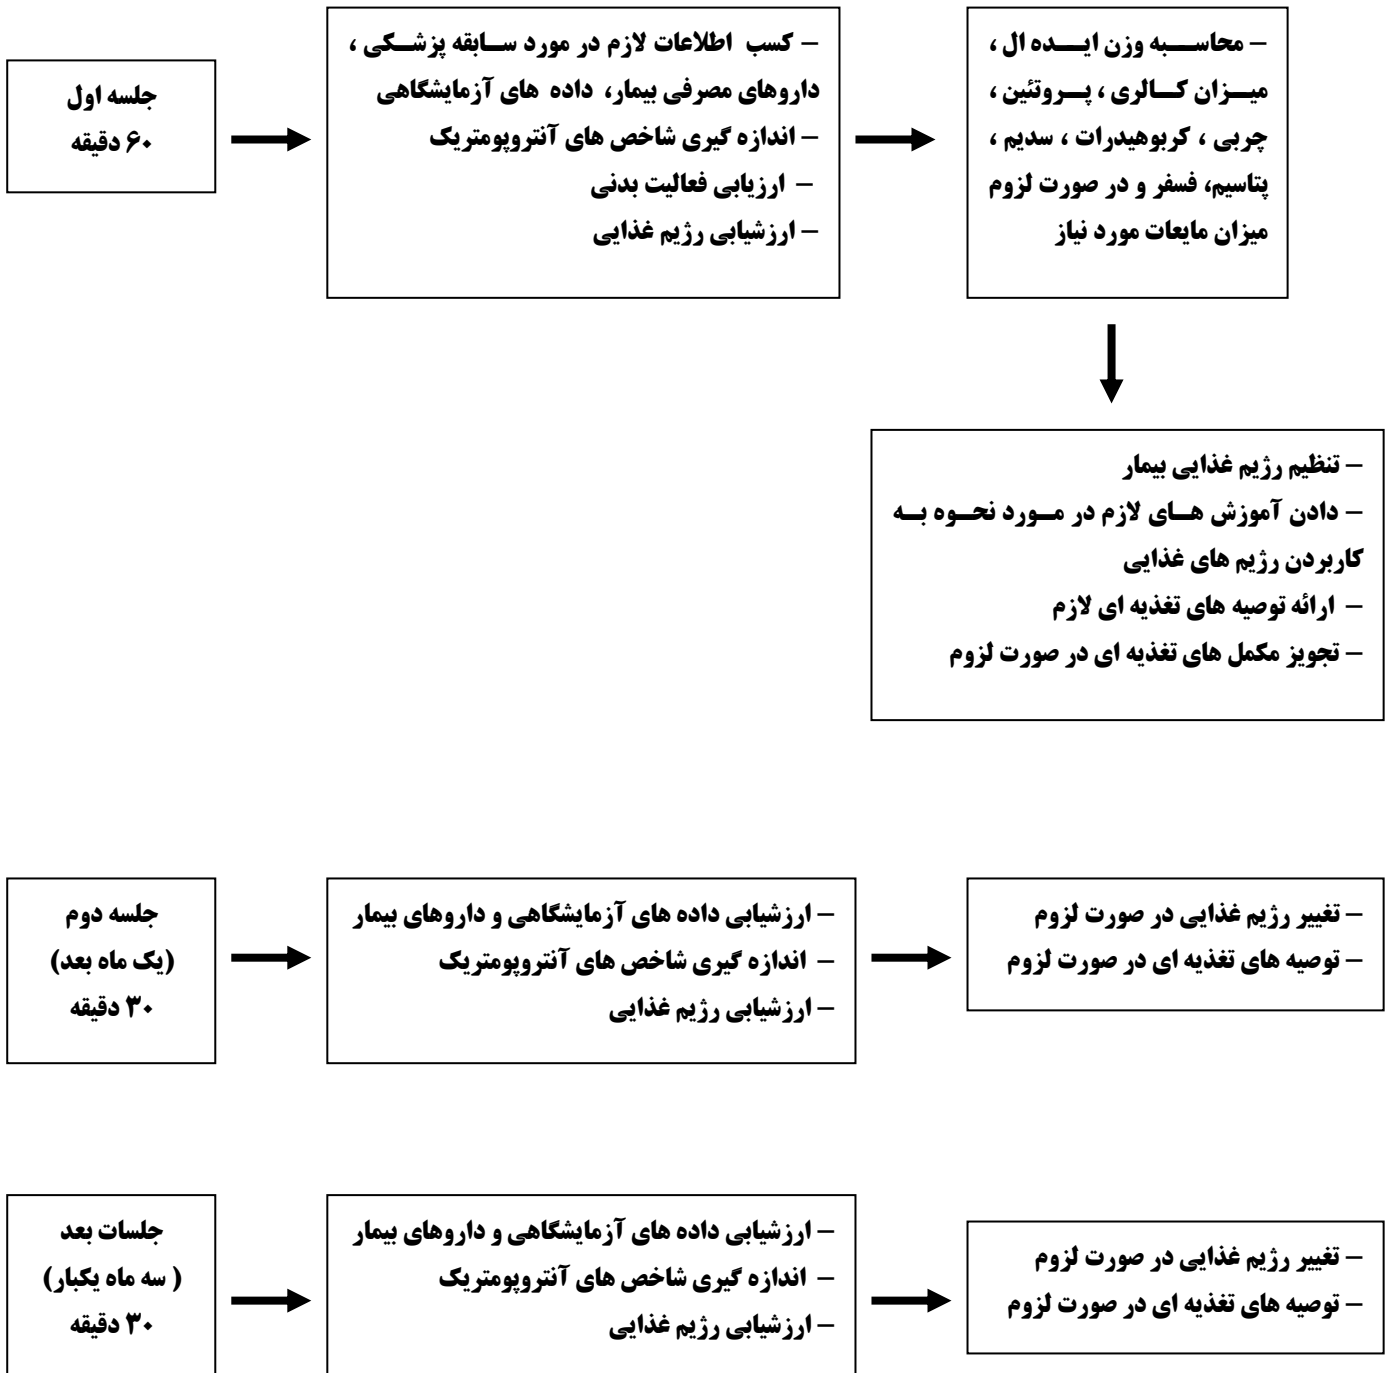 جلسه اول
۶۰ دقیقه
– کسب اطلاعات لازم در مورد سابقه پزشکی ،
داروهای مصرفی بیمار، داده های آزمایشگاهی
– اندازه گیری شاخص های آنتروپومتریک
– ارزیابی فعالیت بدنی
– ارزشیابی رژیم غذایی
– محاسبه وزن ایده ال ،
میزان کالری ، پروتئین ،
چربی ، کربوهیدرات ، سدیم ،
پتاسیم، فسفر و در صورت لزوم
میزان مایعات مورد نیاز
– تنظیم رژیم غذایی بیمار
– دادن آموزش های لازم در مورد نحوه به
کاربردن رژیم های غذایی
– ارائه توصیه های تغذیه ای لازم
– تجویز مکمل های تغذیه ای در صورت لزوم
جلسه دوم
(یک ماه بعد)
۳۰ دقیقه
– ارزشیابی داده های آزمایشگاهی و داروهای بیمار
– اندازه گیری شاخص های آنتروپومتریک
– ارزشیابی رژیم غذایی
– تغییر رژیم غذایی در صورت لزوم
– توصیه های تغذیه ای در صورت لزوم
جلسات بعد
( سه ماه یکبار)
۳۰ دقیقه
– ارزشیابی داده های آزمایشگاهی و داروهای بیمار
– اندازه گیری شاخص های آنتروپومتریک
– ارزشیابی رژیم غذایی
– تغییر رژیم غذایی در صورت لزوم
– توصیه های تغذیه ای در صورت لزوم